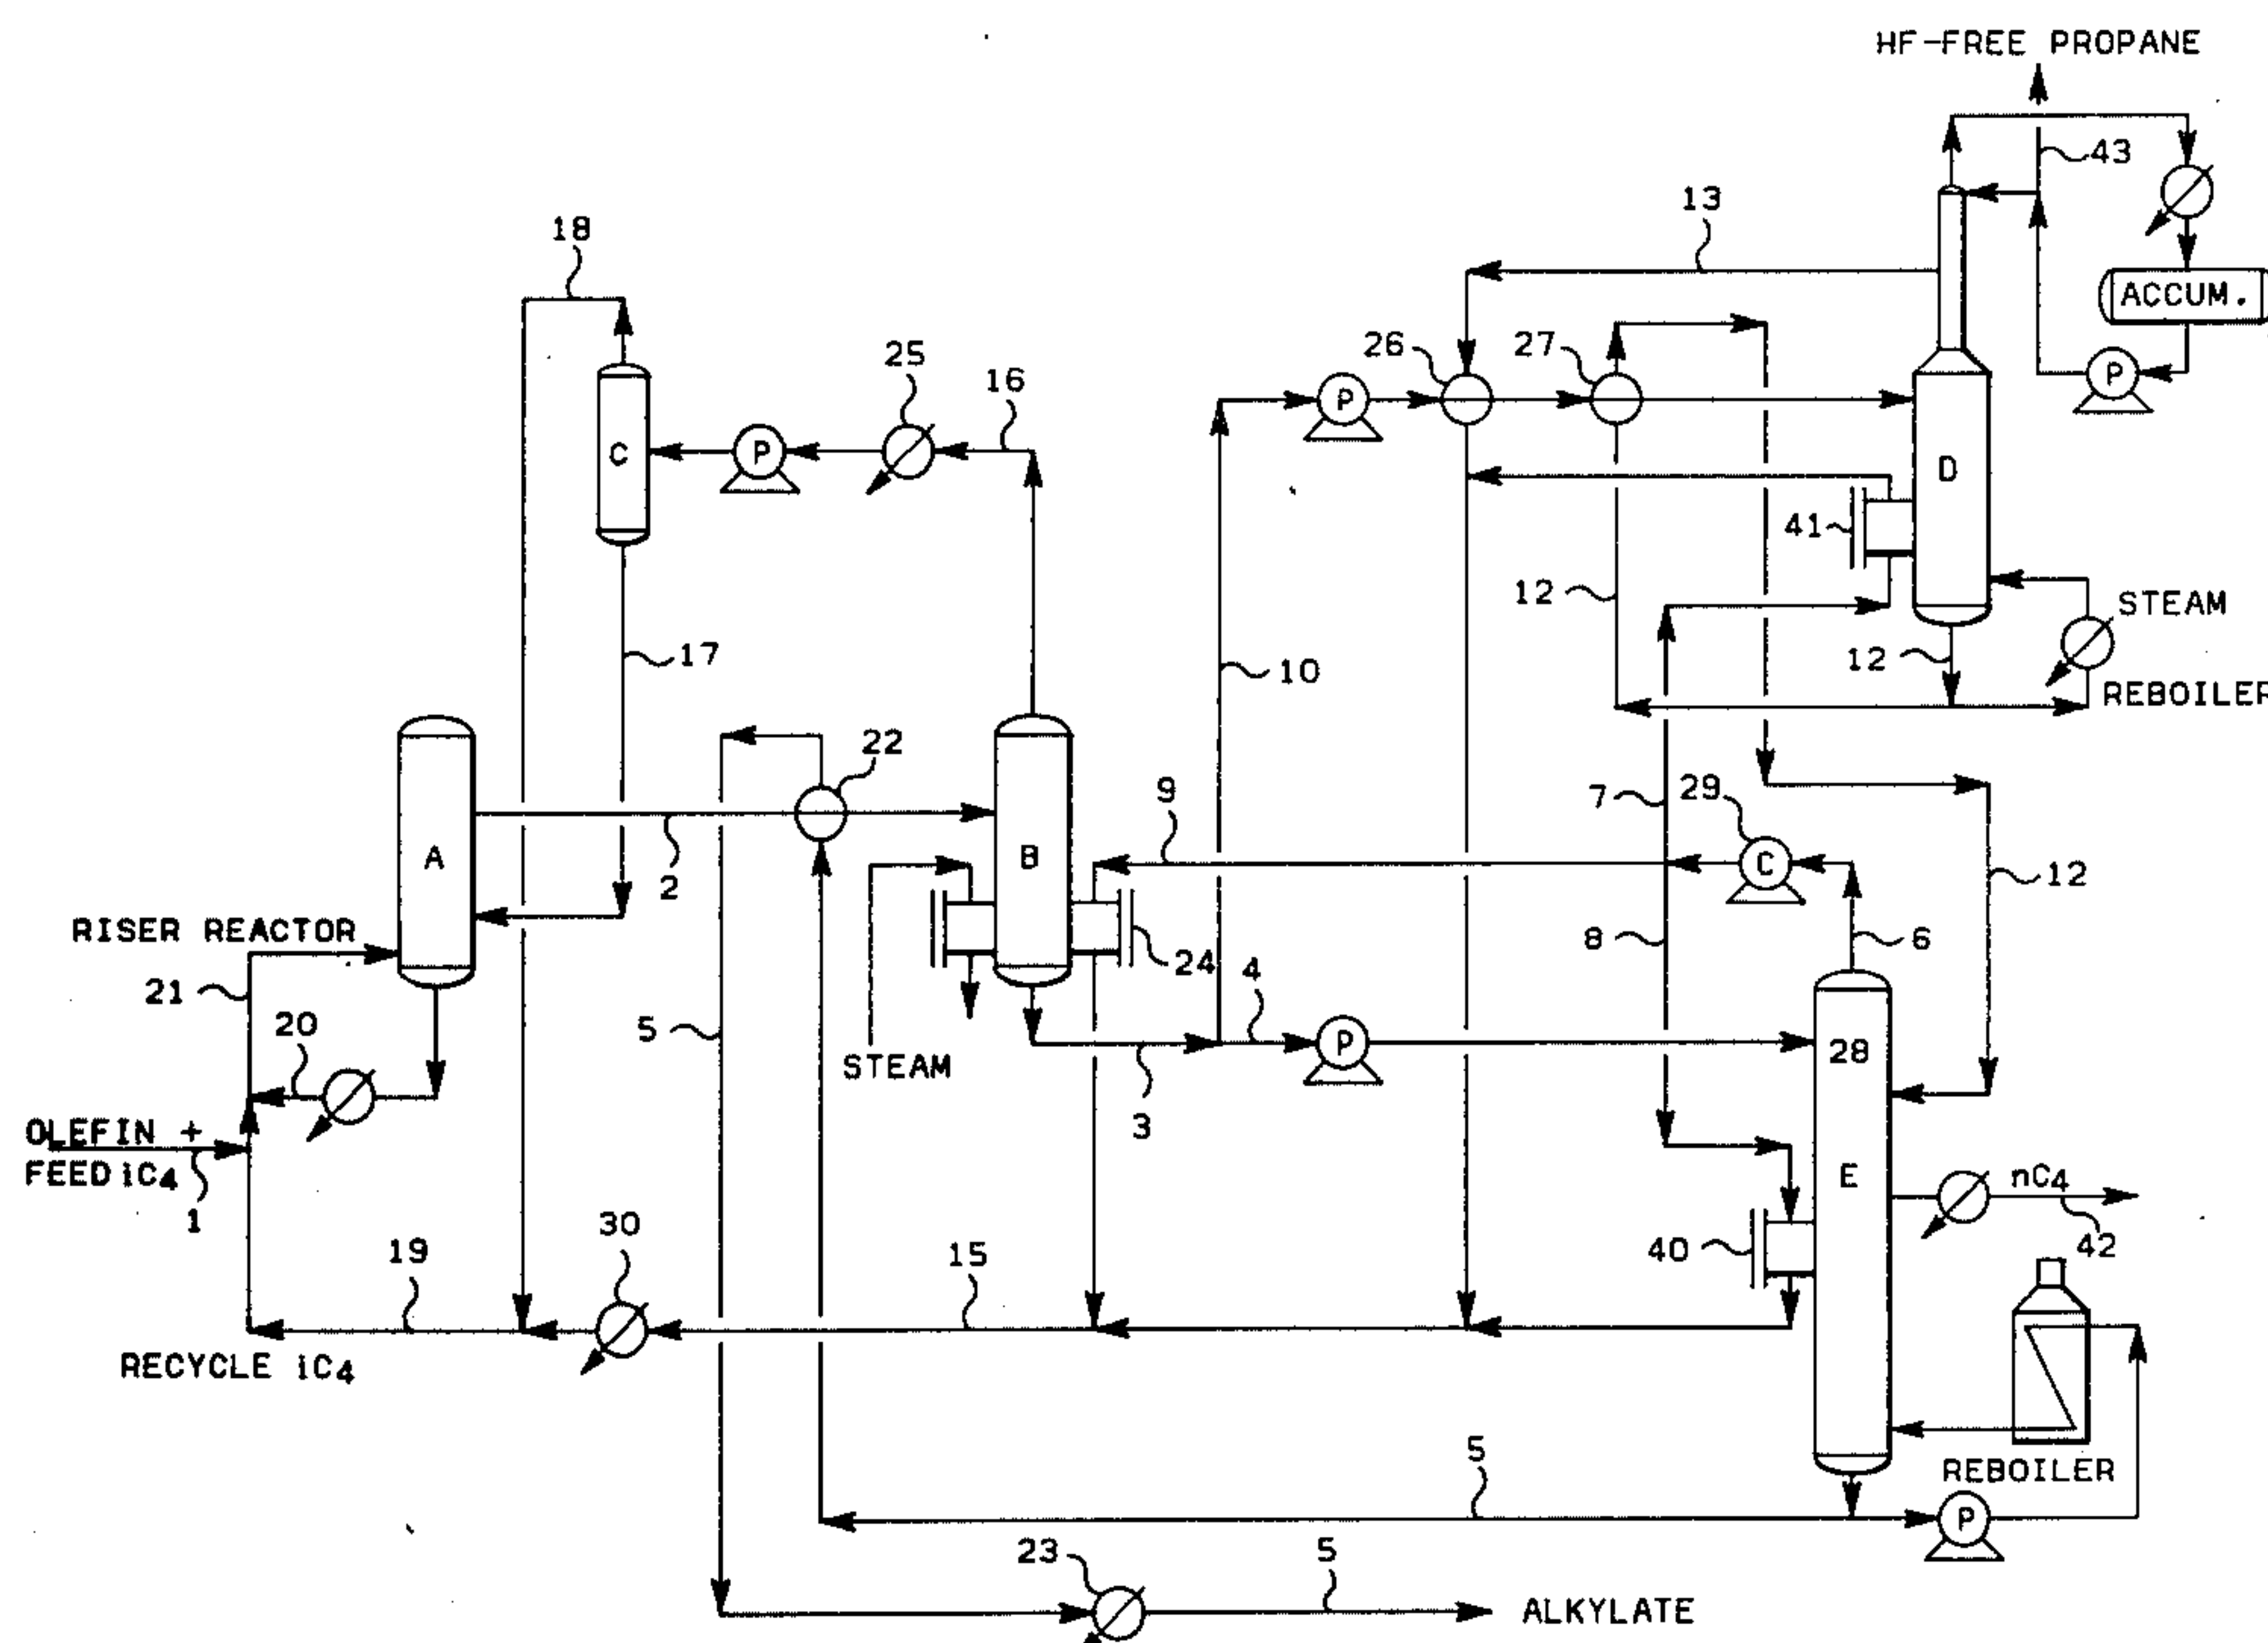 HF-FREE PROPANE
43
13
18
ACCUM.
26
27
25
16
P
P
C
P
D
41
12
STEAM
17
12
10
REBOILER
22
29
9
7
C
12
A
B
2
RISER REACTOR
8
6
24
4
21
5
20
P
28
STEAM
3
OLEFIN +
FEED iC4
nC4
E
1
30
19
15
40
42
RECYCLE iC4
5
REBOILER
P
23
5
ALKYLATE